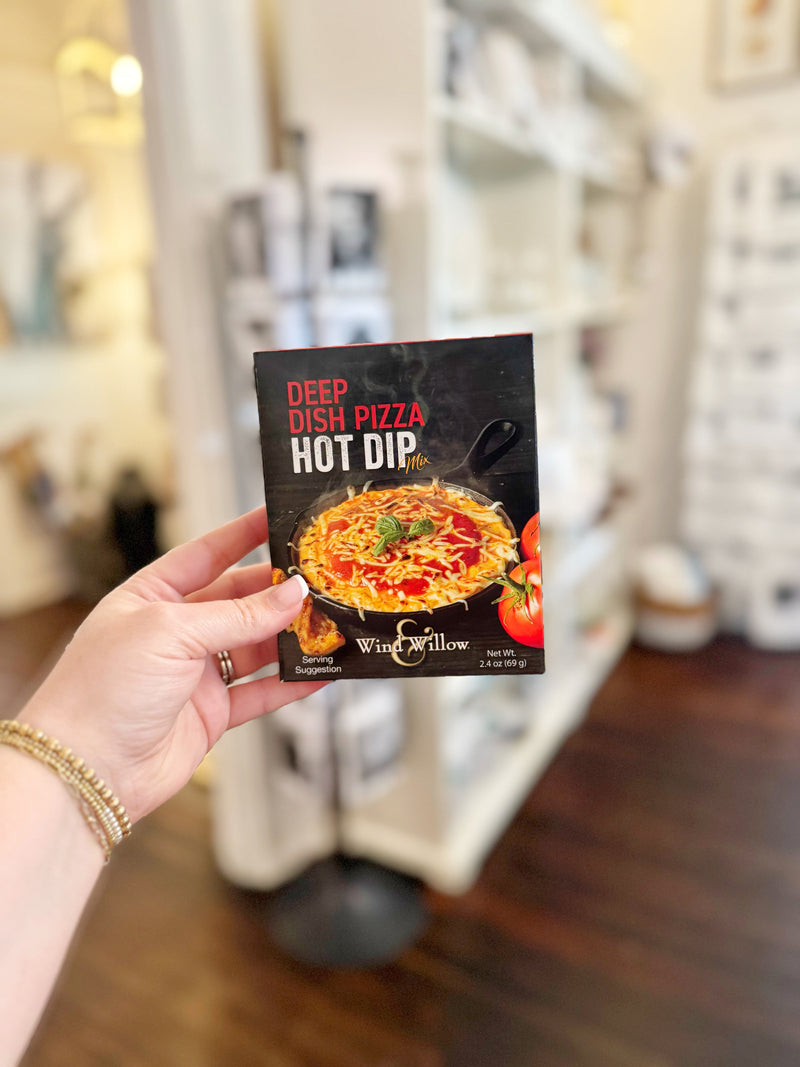 DEEP
DISH PIZZA
HOT DIP
Mix
Wind & Willow
Serving
Suggestion
Net Wt.
2.4 oz (69 g)